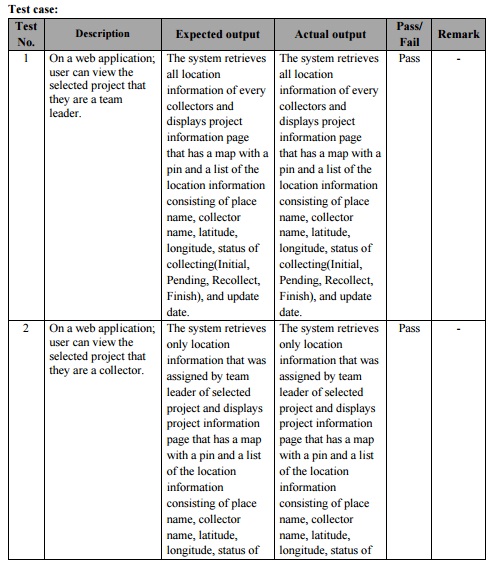 Test case:
Test
No.
Description
Expected output
Actual output
Pass/
Fail
Remark
1
On a web application;
user can view the
selected project that
they are a team
leader.
The system retrieves
all location
information of every
collectors and
displays project
information page
that has a map with a
pin and a list of the
location information
consisting of place
name, collector
name, latitude,
longitude, status of
collecting(Initial,
Pending, Recollect,
Finish), and update
date.
The system retrieves
all location
information of every
collectors and
displays project
information page
that has a map with a
pin and a list of the
location information
consisting of place
name, collector
name, latitude,
longitude, status of
collecting(Initial,
Pending, Recollect,
Finish), and update
date.
Pass
-
2
On a web application;
user can view the
selected project that
they are a collector.
The system retrieves
only location
information that was
assigned by team
leader of selected
project and displays
project information
page that has a map
with a pin and a list
of the location
information
consisting of place
name, collector
name, latitude,
longitude, status of
The system retrieves
only location
information that was
assigned by team
leader of selected
project and displays
project information
page that has a map
with a pin and a list
of the location
information
consisting of place
name, collector
name, latitude,
longitude, status of
Pass
-